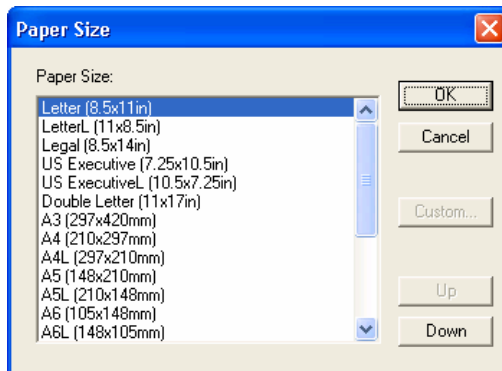 Paper Size
Paper Size:
Letter (8.5x11in)
LetterL (11x8.5in)
Legal (8.5x14in)
US Executive (7.25x10.5in)
US ExecutiveL (10.5x7.25in)
Double Letter (11x17in)
A3 (297x420mm)
A4 (210x297mm)
A4L (297x210mm)
A5 (148x210mm)
A5L (210x148mm)
A6 (105x148mm)
A6L (148x105mm)
OK
Cancel
Custom...
Up
Down